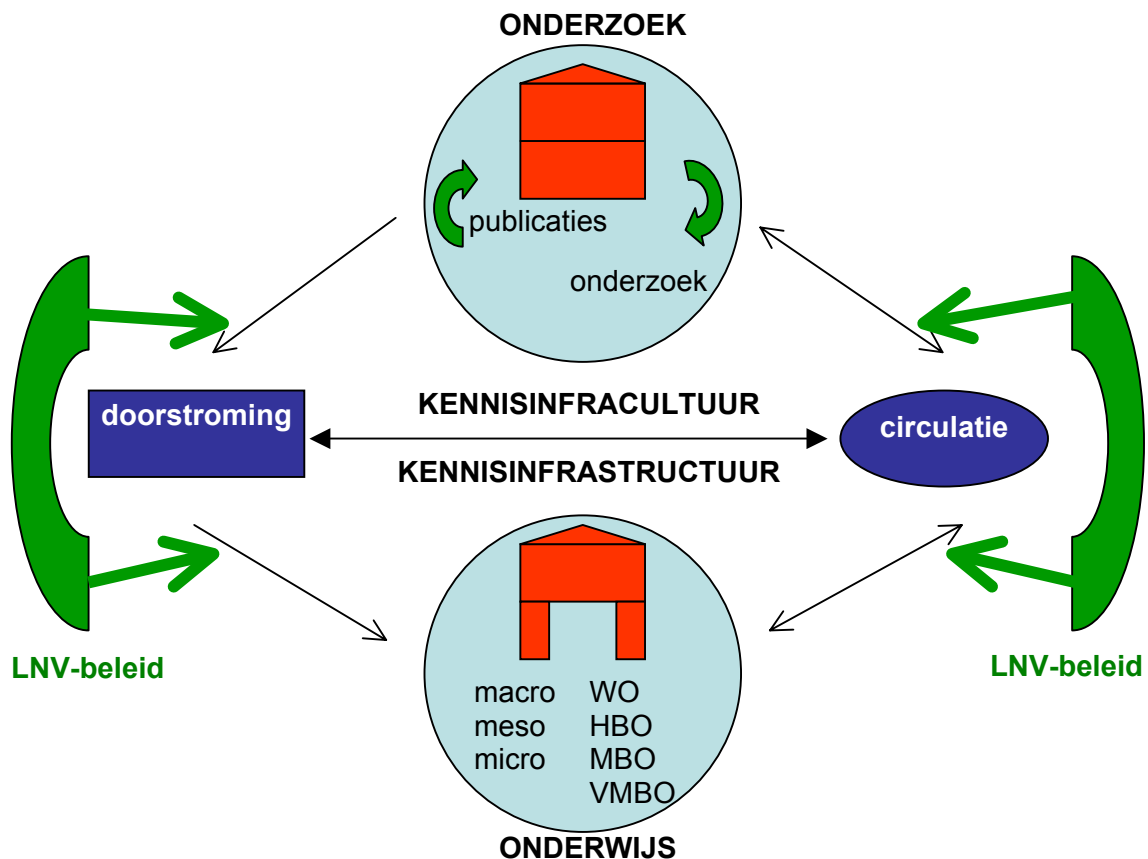 ONDERZOEK
publicaties
onderzoek
doorstroming
KENNISINFRACULTUUR
circulatie
KENNISINFRASTRUCTUUR
LNV-beleid
LNV-beleid
macro WO
meso HBO
micro MBO
VMBO
ONDERWIJS